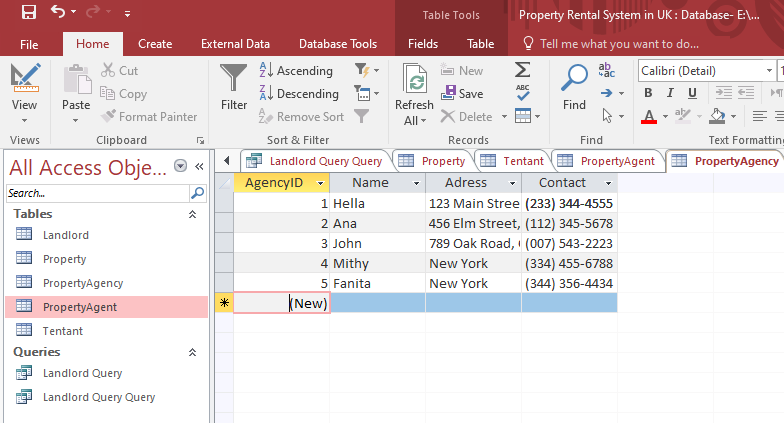 Table Tools
Property Rental System in UK : Database- E:\...
File
Home
Create
External Data
Database Tools
Fields
Table
Tell me what you want to do...
View
Views
Paste
Cut
Copy
Format Painter
Clipboard
Filter
Ascending
Descending
Remove Sort
Sort & Filter
Refresh
All
New
Save
Delete
Records
Σ
ABC
Find
ab
ac
Find
Calibri (Detail)
1
B I U
A
Text Formatting
All Access Obje...
Search...
Tables
Landlord
Property
PropertyAgency
PropertyAgent
Tentant
Queries
Landlord Query
Landlord Query Query
Landlord Query Query
Property
Tentant
PropertyAgent
PropertyAgency
AgencyID Name Adress Contact
1 Hella 123 Main Stree (233) 344-4555
2 Ana 456 Elm Street, (112) 345-5678
3 John 789 Oak Road, (007) 543-2223
4 Mithy New York (334) 455-6788
5 Fanita New York (344) 356-4434
(New)